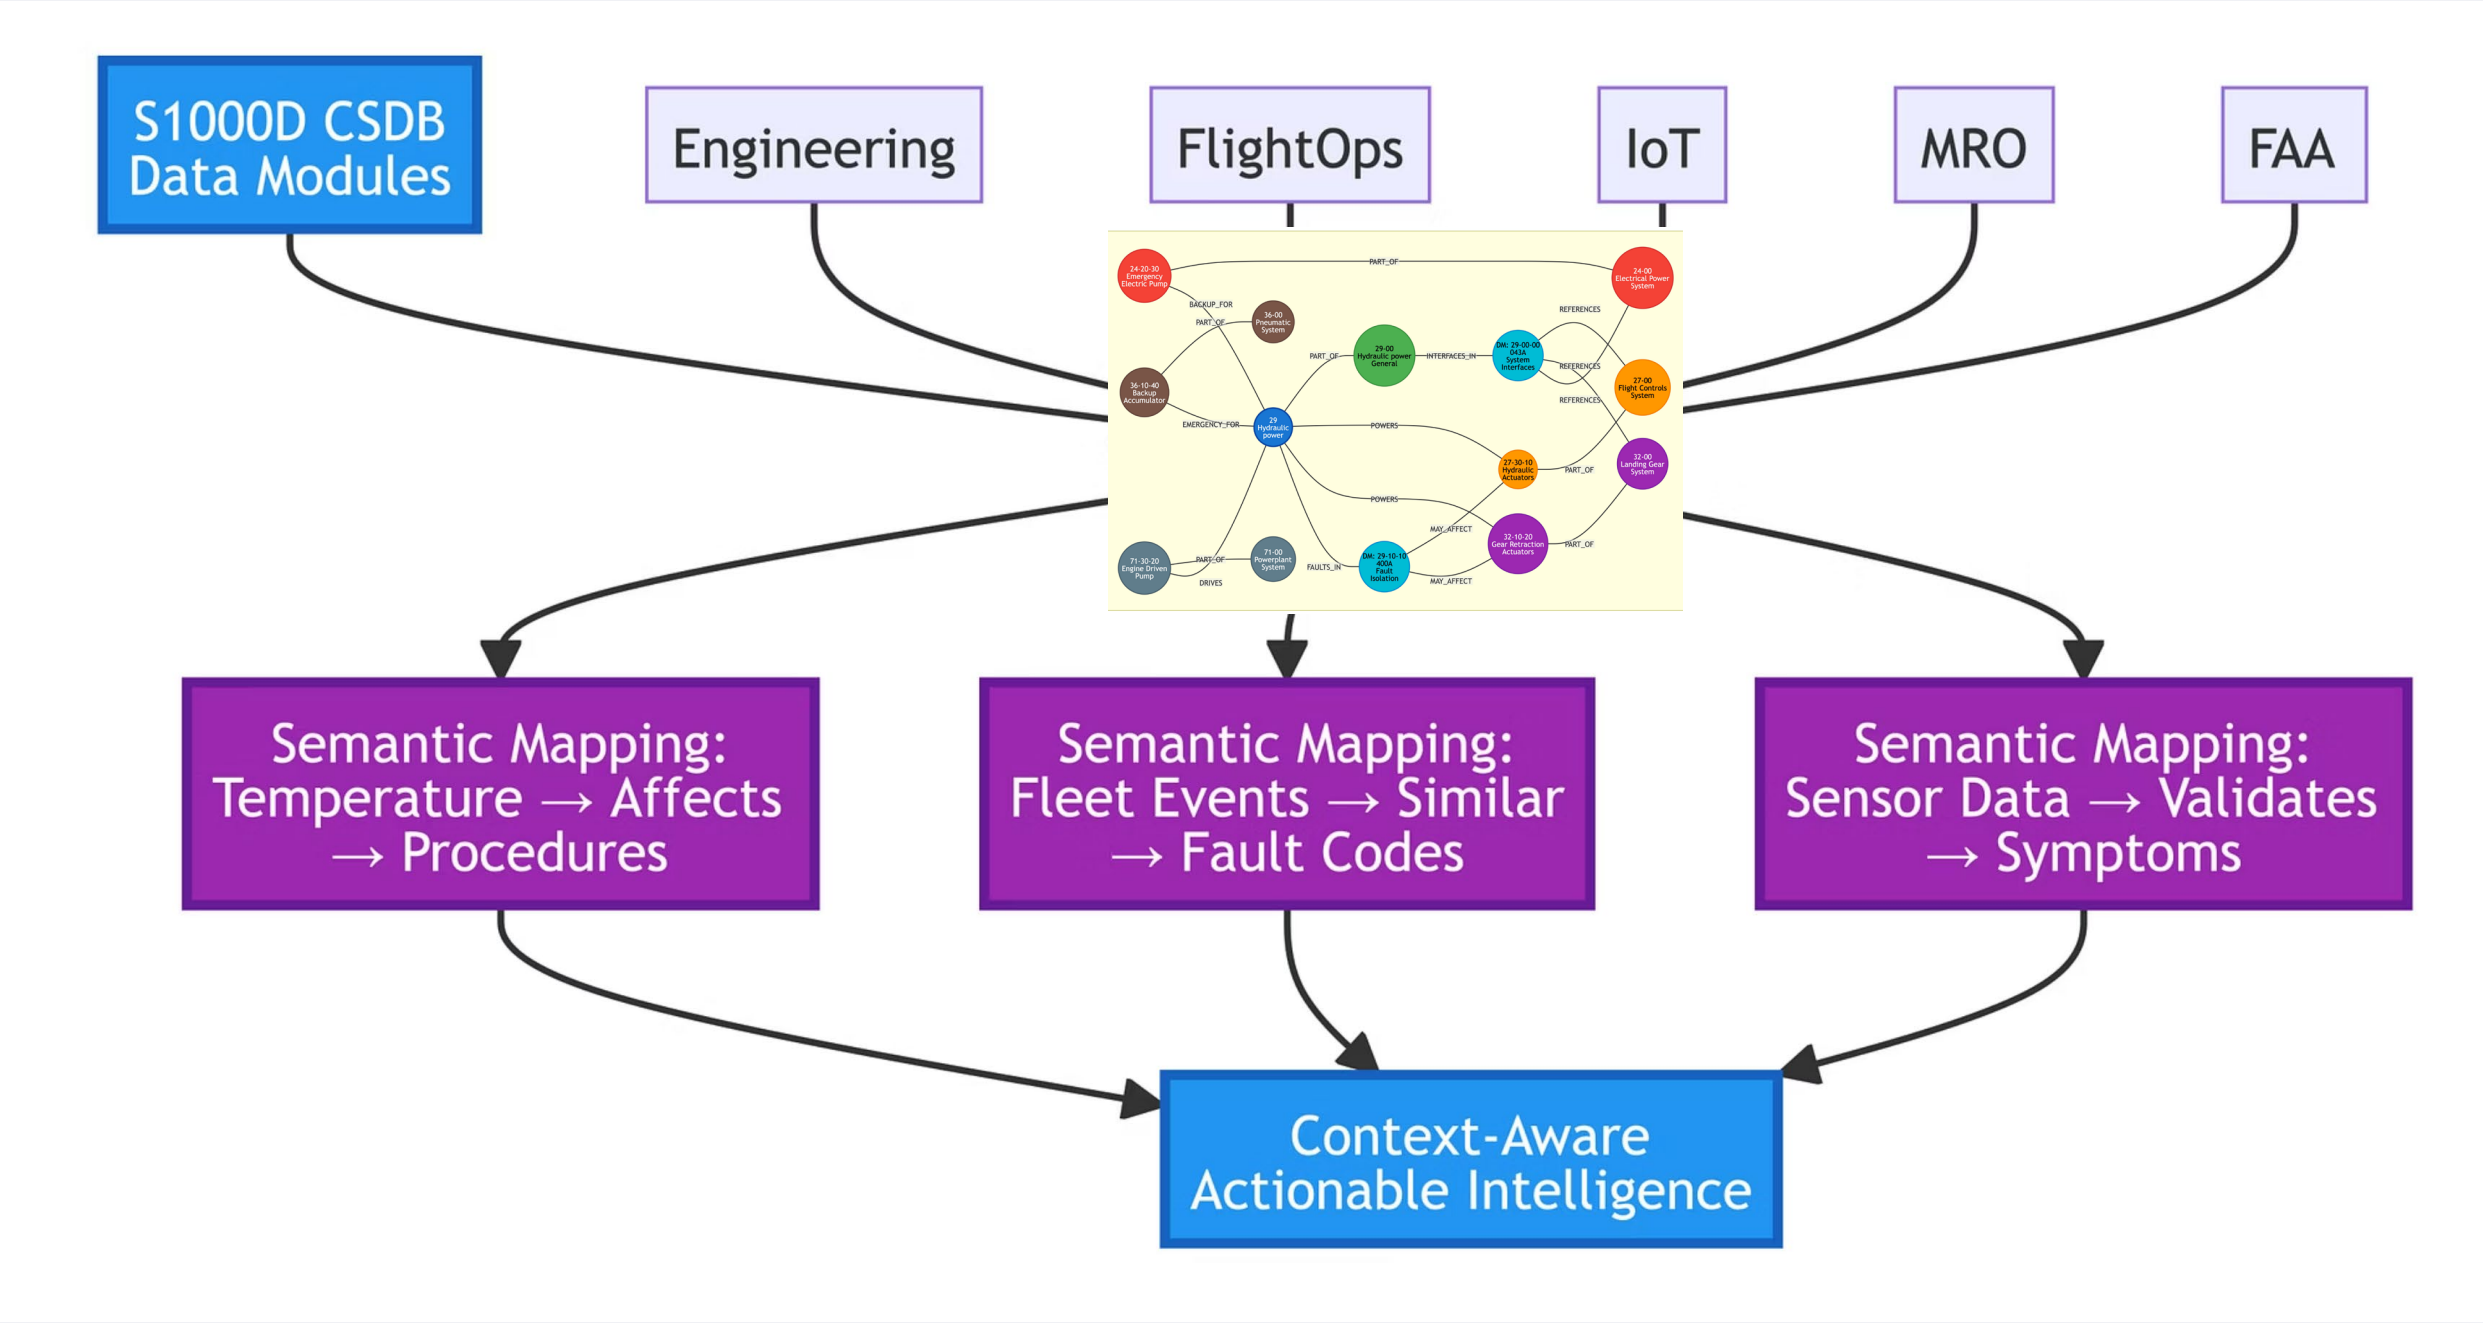 S1000D CSDB
Data Modules
Engineering
FlightOps
IoT
MRO
FAA
24-20-30
Emergency
Electric Pump
PART_OF
24-00
Electrical Power
System
BACKUP_FOR
PART_OF
36-00
Pneumatic
System
REFERENCES
29-00
Hydraulic power
General
PART_OF
INTERFACES_IN
DM: 29-00-00
043A
System
Interfaces
REFERENCES
36-10-40
Backup
Accumulator
27-00
Flight Controls
System
REFERENCES
EMERGENCY_FOR
29
Hydraulic
power
POWERS
27-30-10
Hydraulic
Actuators
PART_OF
32-00
Landing Gear
System
POWERS
MAY_AFFECT
32-10-20
Gear Retraction
Actuators
PART_OF
71-30-20
Engine Driven
Pump
PART_OF
71-00
Powerplant
System
DRIVES
FAULTS_IN
DM: 29-10-10
400A
Fault
Isolation
MAY_AFFECT
Semantic Mapping:
Temperature → Affects
→ Procedures
Semantic Mapping:
Fleet Events → Similar
→ Fault Codes
Semantic Mapping:
Sensor Data → Validates
→ Symptoms
Context-Aware
Actionable Intelligence